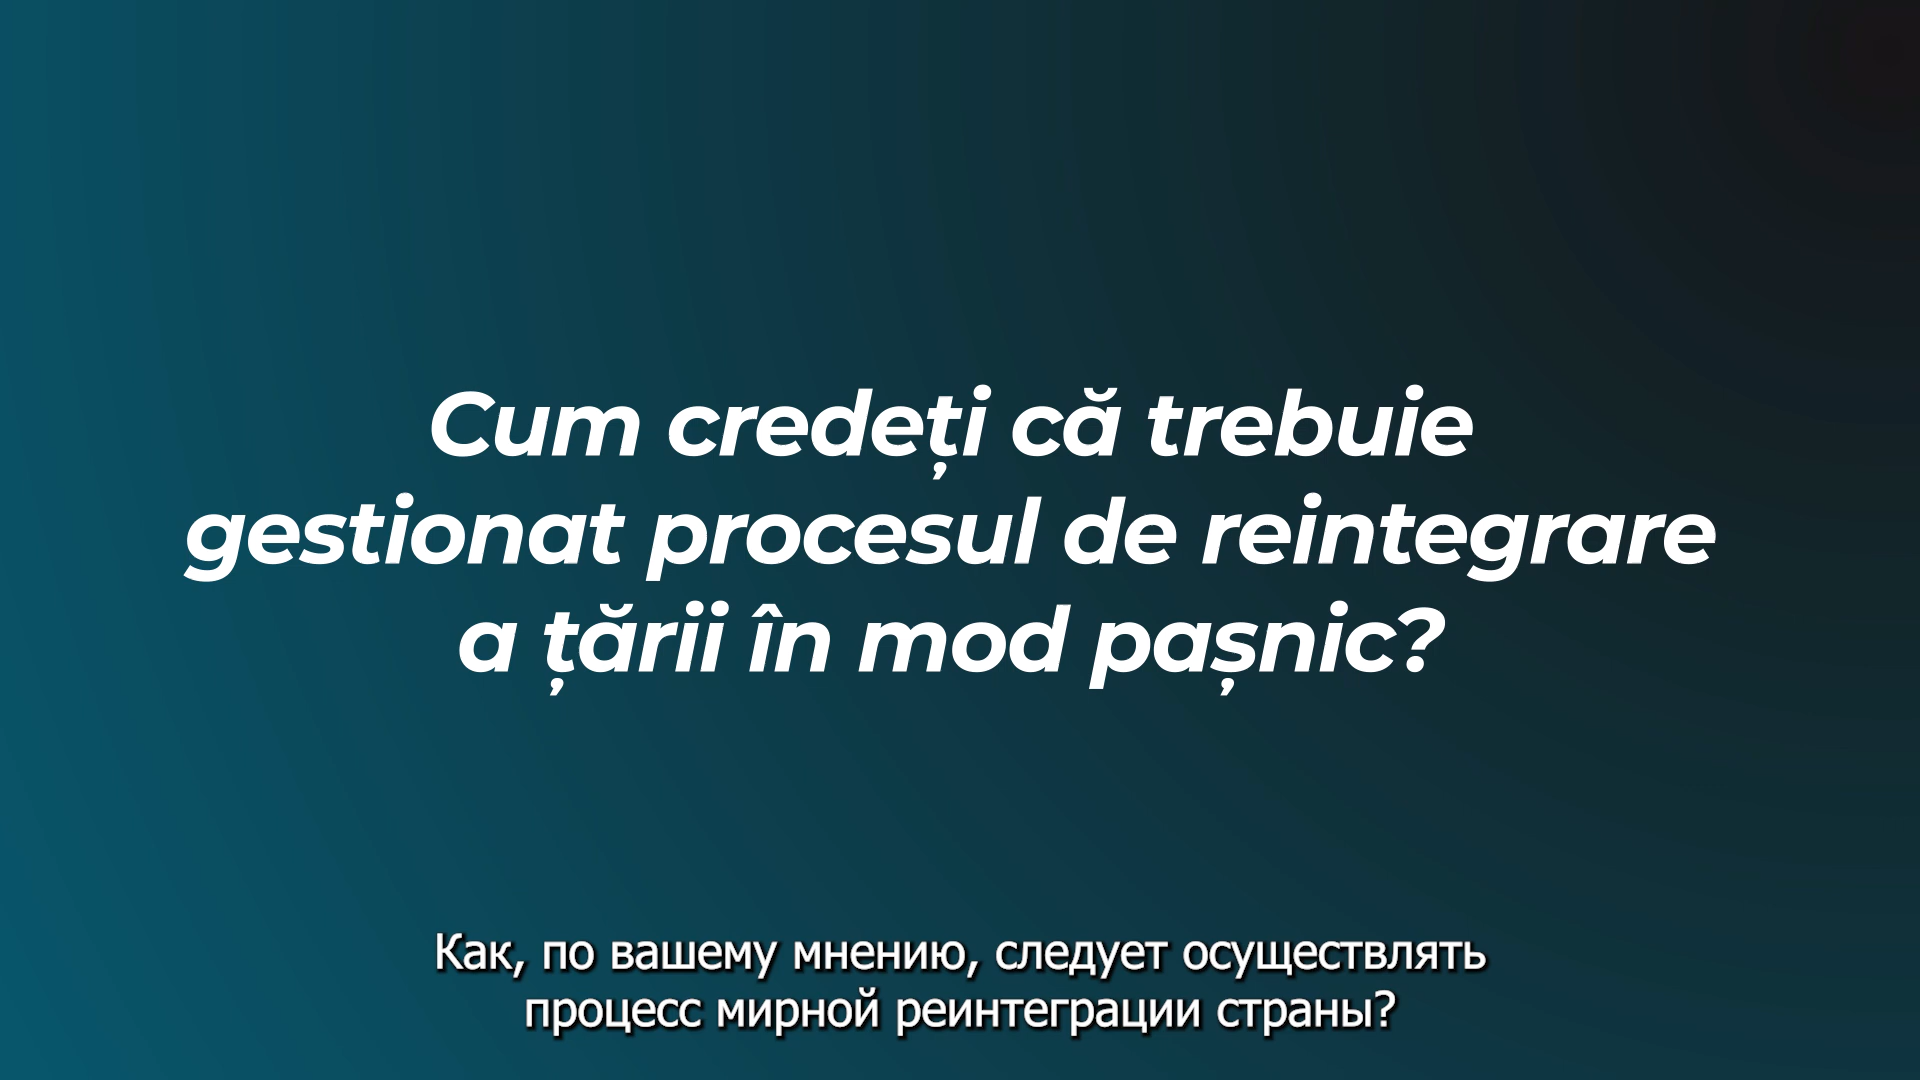 Cum credeți că trebuie
gestionat procesul de reintegrare
a țării în mod pașnic?
Как, по вашему мнению, следует осуществлять
процесс мирной реинтеграции страны?